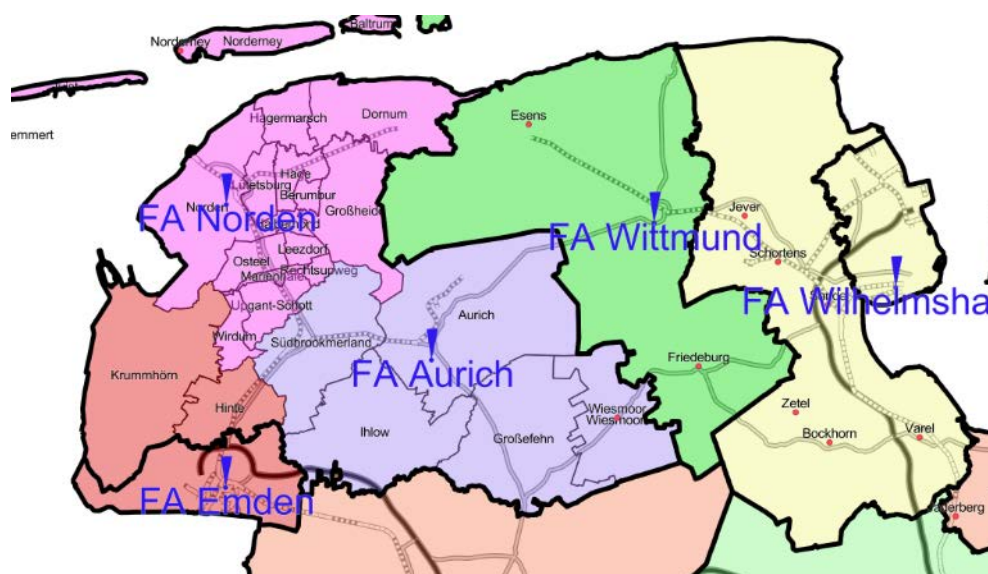 Baltrum
Norderney
Norderney
emmert
Hagermarsch
Dornum
Esens
Hage
Lütetsburg
Berumbur
Norden
Großheide
FA Norden
Jever
FA Wittmund
Leezdorf
Osteel
Schortens
Marienhafe
Rechtsupweg
FA Wilhelmsha
Upgant-Schott
Aurich
Wirdum
Südbrookmerland
Friedeburg
FA Aurich
Krummhörn
Hinte
Wiesmoor
Wiesmoor
Zetel
Ihlow
Großefehn
Bockhorn
Varel
FA Emden